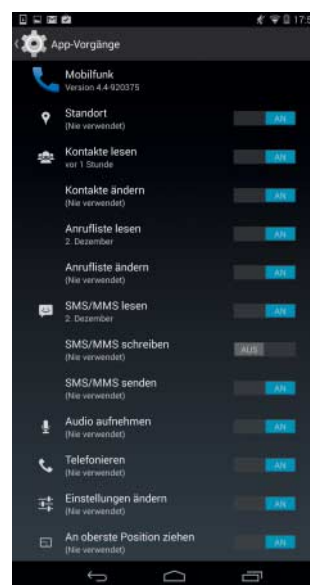 17:5
App-Vorgänge
Mobilfunk
Version 4.4-920375
Standort
(Nie verwendet)
AN
Kontakte lesen
vor 1 Stunde
AN
Kontakte ändern
(Nie verwendet)
AN
Anrufliste lesen
2. Dezember
AN
Anrufliste ändern
(Nie verwendet)
AN
SMS/MMS lesen
2. Dezember
AN
SMS/MMS schreiben
(Nie verwendet)
AUS
SMS/MMS senden
(Nie verwendet)
AN
Audio aufnehmen
(Nie verwendet)
AN
Telefonieren
(Nie verwendet)
AN
Einstellungen ändern
(Nie verwendet)
AN
An oberste Position ziehen
(Nie verwendet)
AN